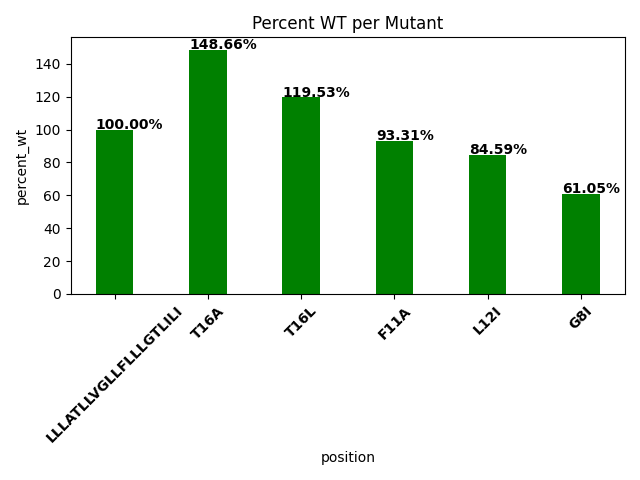 Percent WT per Mutant
percent_wt
140
120
100
80
60
40
20
0
100.00%
148.66%
119.53%
93.31%
84.59%
61.05%
LLLATLLVGLLFLLLGTLILI
T16A
T16L
F11A
L12I
G8I
position